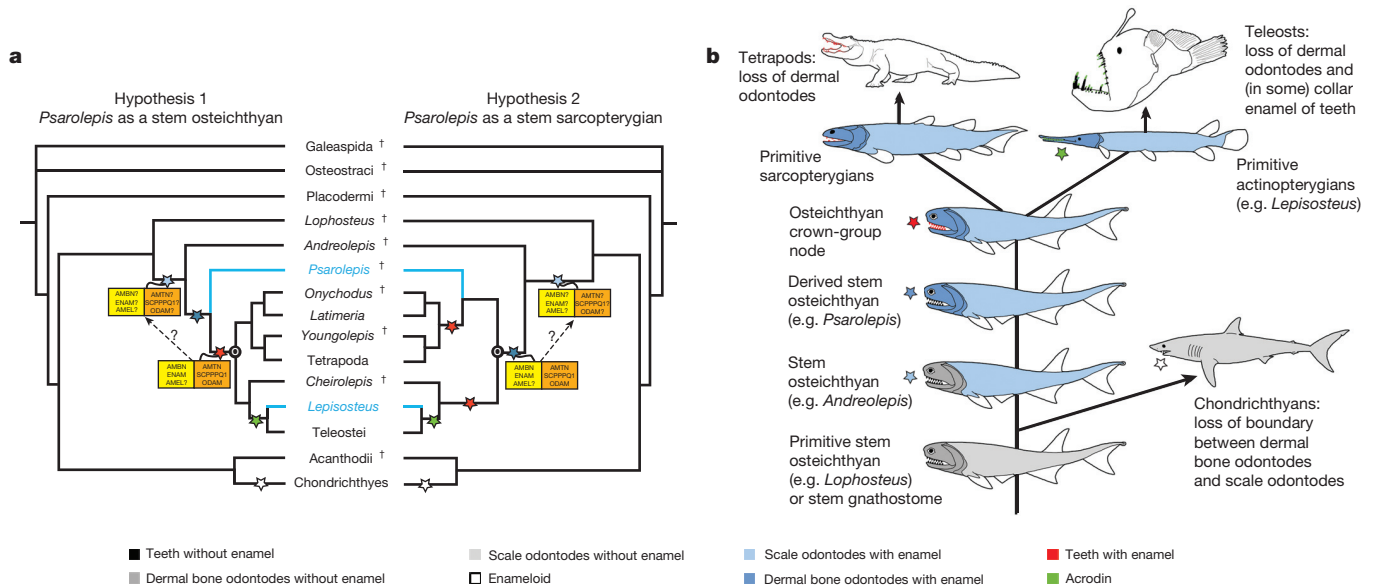 a
Hypothesis 1
Psarolepis as a stem osteichthyan
Hypothesis 2
Psarolepis as a stem sarcopterygian
Galeaspida †
Osteostraci †
Placodermi †
Lophosteus †
Andreolepis †
Psarolepis †
Onychodus †
Latimeria
Youngolepis †
Tetrapoda
Cheirolepis †
Lepisosteus
Teleostei
Acanthodii †
Chondrichthyes
AMBN?
ENAM?
AMEL?
AMTN?
SCPPPQ1?
ODAM?
?
AMBN
ENAM
AMEL?
AMTN
SCPPPQ1
ODAM
AMBN?
ENAM?
AMEL?
AMTN?
SCPPPQ1?
ODAM?
?
AMBN
ENAM
AMEL?
AMTN
SCPPPQ1
ODAM
b
Tetrapods:
loss of dermal
odontodes
Teleosts:
loss of dermal
odontodes and
(in some) collar
enamel of teeth
Primitive
sarcopterygians
Primitive
actinopterygians
(e.g. Lepisosteus)
Osteichthyan
crown-group
node
Derived stem
osteichthyan
(e.g. Psarolepis)
Stem
osteichthyan
(e.g. Andreolepis)
Primitive stem
osteichthyan
(e.g. Lophosteus)
or stem gnathostome
Chondrichthyans:
loss of boundary
between dermal
bone odontodes
and scale odontodes
Teeth without enamel
Dermal bone odontodes without enamel
Scale odontodes without enamel
Enameloid
Scale odontodes with enamel
Dermal bone odontodes with enamel
Teeth with enamel
Acrodin